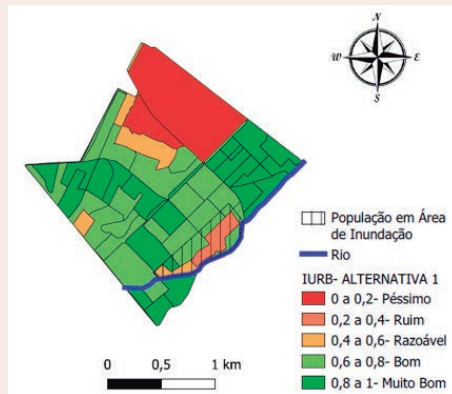 N
W
E
S
População em Área
de Inundação
Rio
IURB- ALTERNATIVA 1
0 a 0,2- Péssimo
0,2 a 0,4- Ruim
0,4 a 0,6- Razoável
0,6 a 0,8- Bom
0,8 a 1- Muito Bom
0 0,5 1 km